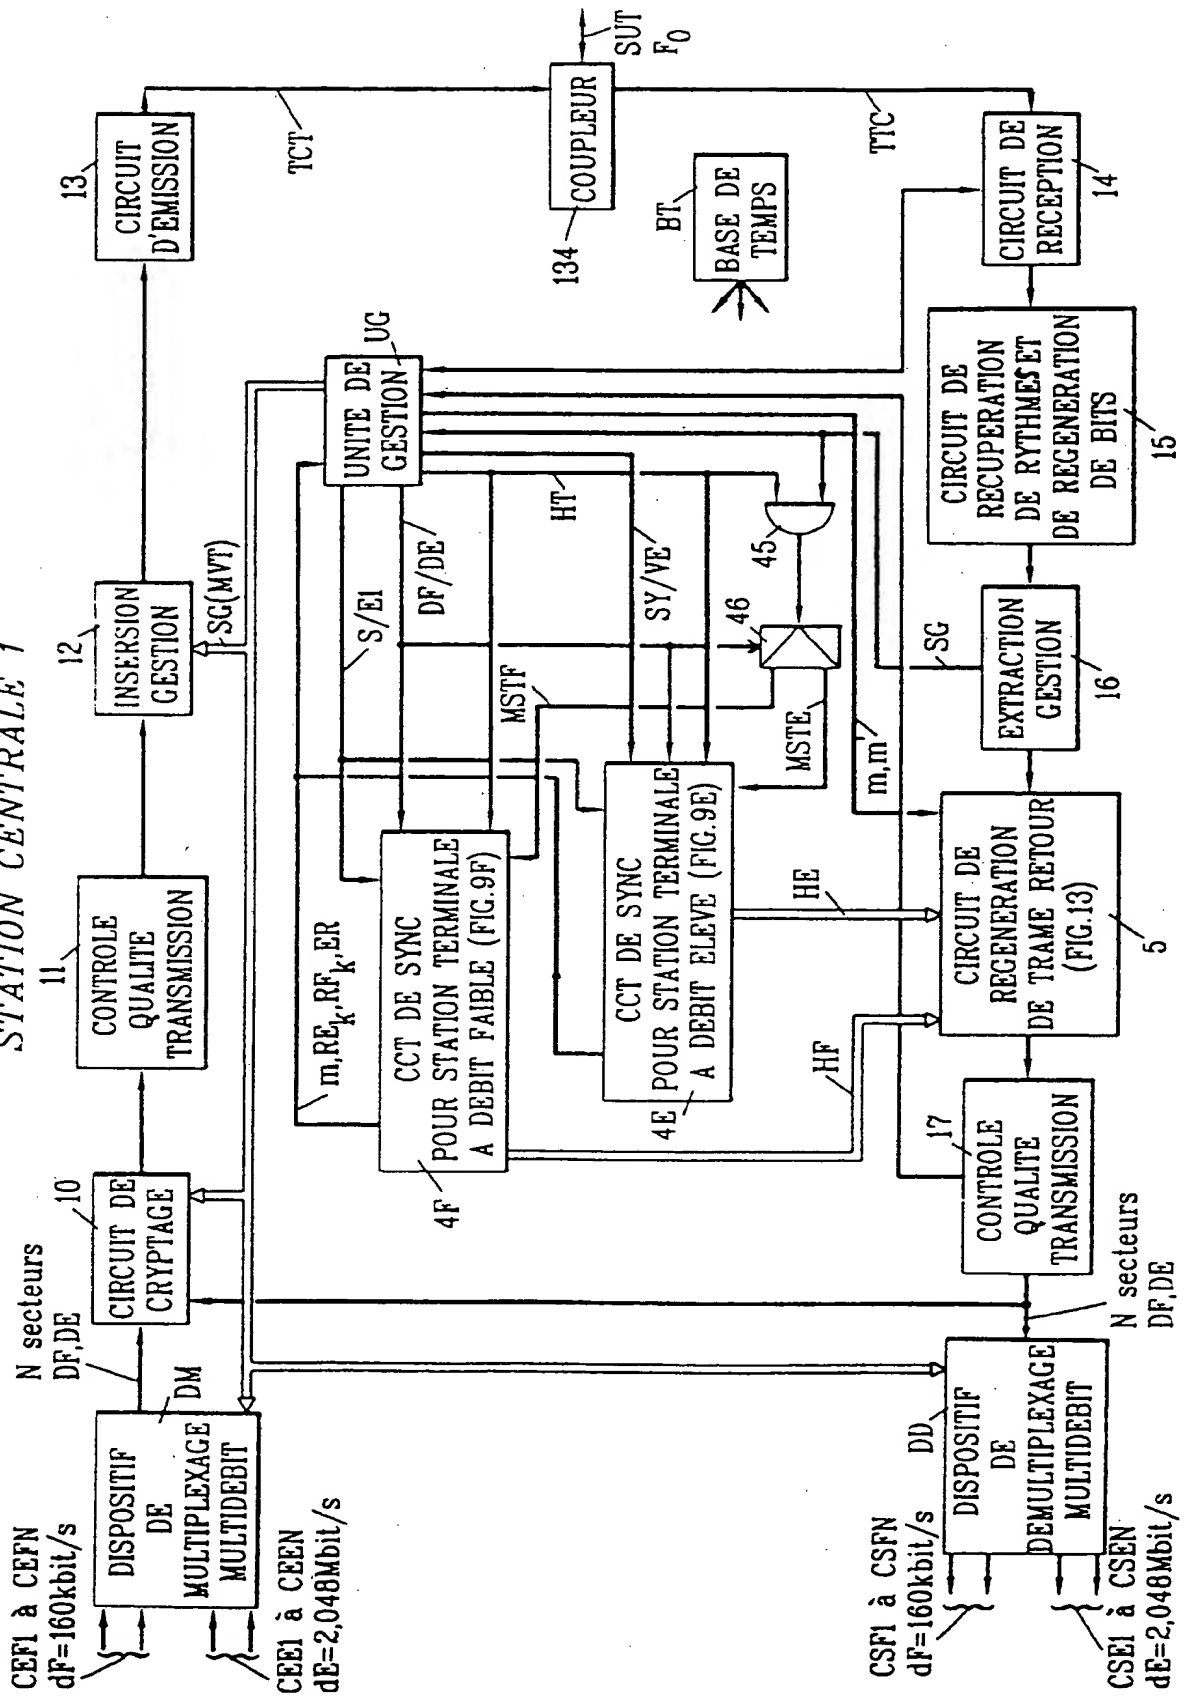 STATION CENTRALE 1
CEF1 à CEFN
dF=160kbit/s
CEE1 à CEEN
dE=2,048Mbit/s
DISPOSITIF
DE
MULTIPLEXAGE
MULTIDEBIT
DM
N secteurs
DF,DE
10
CIRCUIT DE
CRYPTAGE
11
CONTROLE
QUALITE
TRANSMISSION
12
INSERSION
GESTION
SG(MVT)
13
CIRCUIT
D'EMISSION
TCT
COUPLEUR
134
SUT
F0
TTC
BT
BASE DE
TEMPS
UNITE DE
GESTION
UG
m,REk,RFk,ER
S/E1
DF/DE
HT
SY/VE
MSTF
MSTE
45
46
CCT DE SYNC
POUR STATION TERMINALE
A DEBIT FAIBLE (FIG.9F)
4F
CCT DE SYNC
POUR STATION TERMINALE
A DEBIT ELEVE (FIG.9E)
4E
HE
HF
m,m'
SG
CIRCUIT DE
RECEPTION
14
CIRCUIT DE
RECUPERATION
DE RYTHMES ET
DE REGENERATION
DE BITS
15
EXTRACTION
GESTION
16
CIRCUIT DE
REGENERATION
DE TRAME RETOUR
(FIG.13)
5
17
CONTROLE
QUALITE
TRANSMISSION
N secteurs
DF,DE
DD
DISPOSITIF
DE
DEMULTIPLEXAGE
MULTIDEBIT
CSF1 à CSFN
dF=160kbit/s
CSE1 à CSEN
dE=2,048Mbit/s